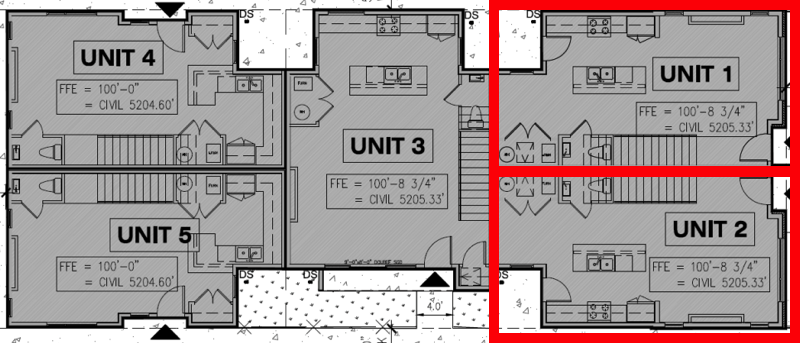 DS
DS
DS
UNIT 4
FFE = 100'-0"
= CIVIL 5204.60'
UNIT 3
FFE = 100'-8 3/4"
= CIVIL 5205.33'
UNIT 1
FFE = 100'-8 3/4"
= CIVIL 5205.33'
UNIT 5
FFE = 100'-0"
= CIVIL 5204.60'
UNIT 2
FFE = 100'-8 3/4"
= CIVIL 5205.33'
DS
DS
DS
4.0'